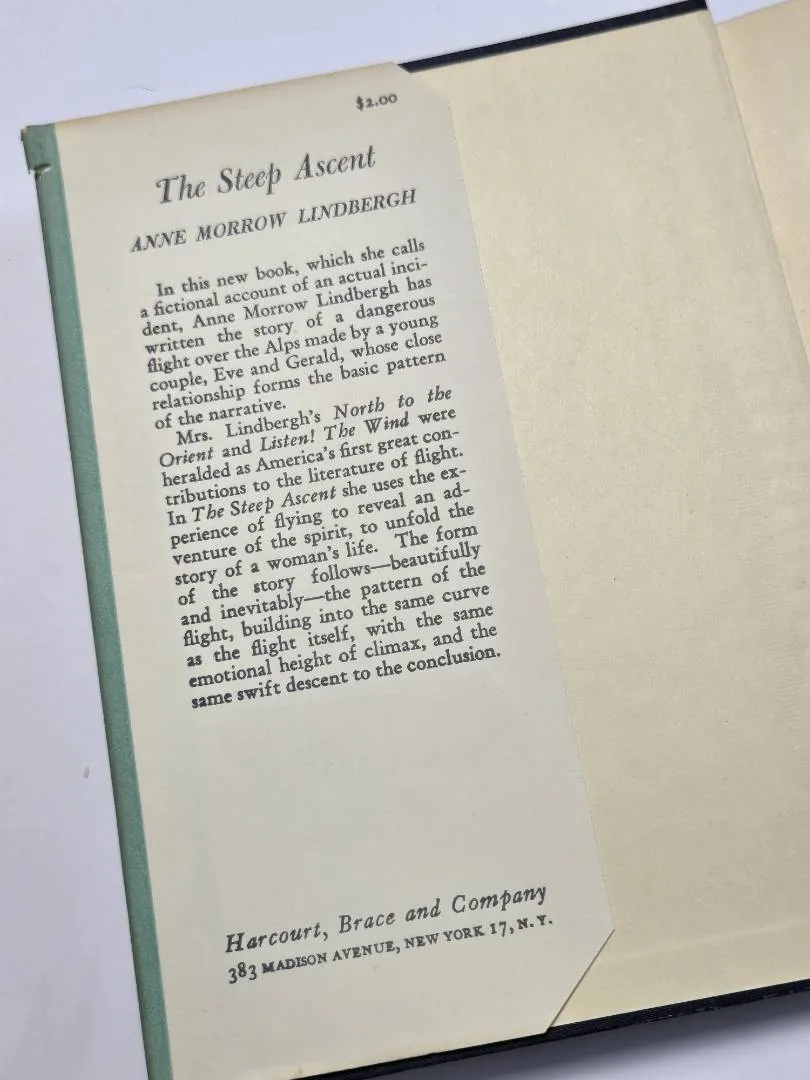 $2.00
The Steep Ascent
ANNE MORROW LINDBERGH
In this new book, which she calls
a fictional account of an actual inci-
dent, Anne Morrow Lindbergh has
written the story of a dangerous
flight over the Alps made by a young
couple, Eve and Gerald, whose close
relationship forms the basic pattern
of the narrative.
Mrs. Lindbergh's North to the
Orient and Listen! The Wind were
heralded as America's first great con-
tributions to the literature of flight.
In The Steep Ascent she uses the ex-
perience of flying to reveal an ad-
venture of the spirit, to unfold the
story of a woman's life. The form
of the story follows—beautifully
and inevitably—the pattern of the
flight, building into the same curve
as the flight itself, with the same
emotional height of climax, and the
same swift descent to the conclusion.
Harcourt, Brace and Company
383 MADISON AVENUE, NEW YORK 17, N. Y.